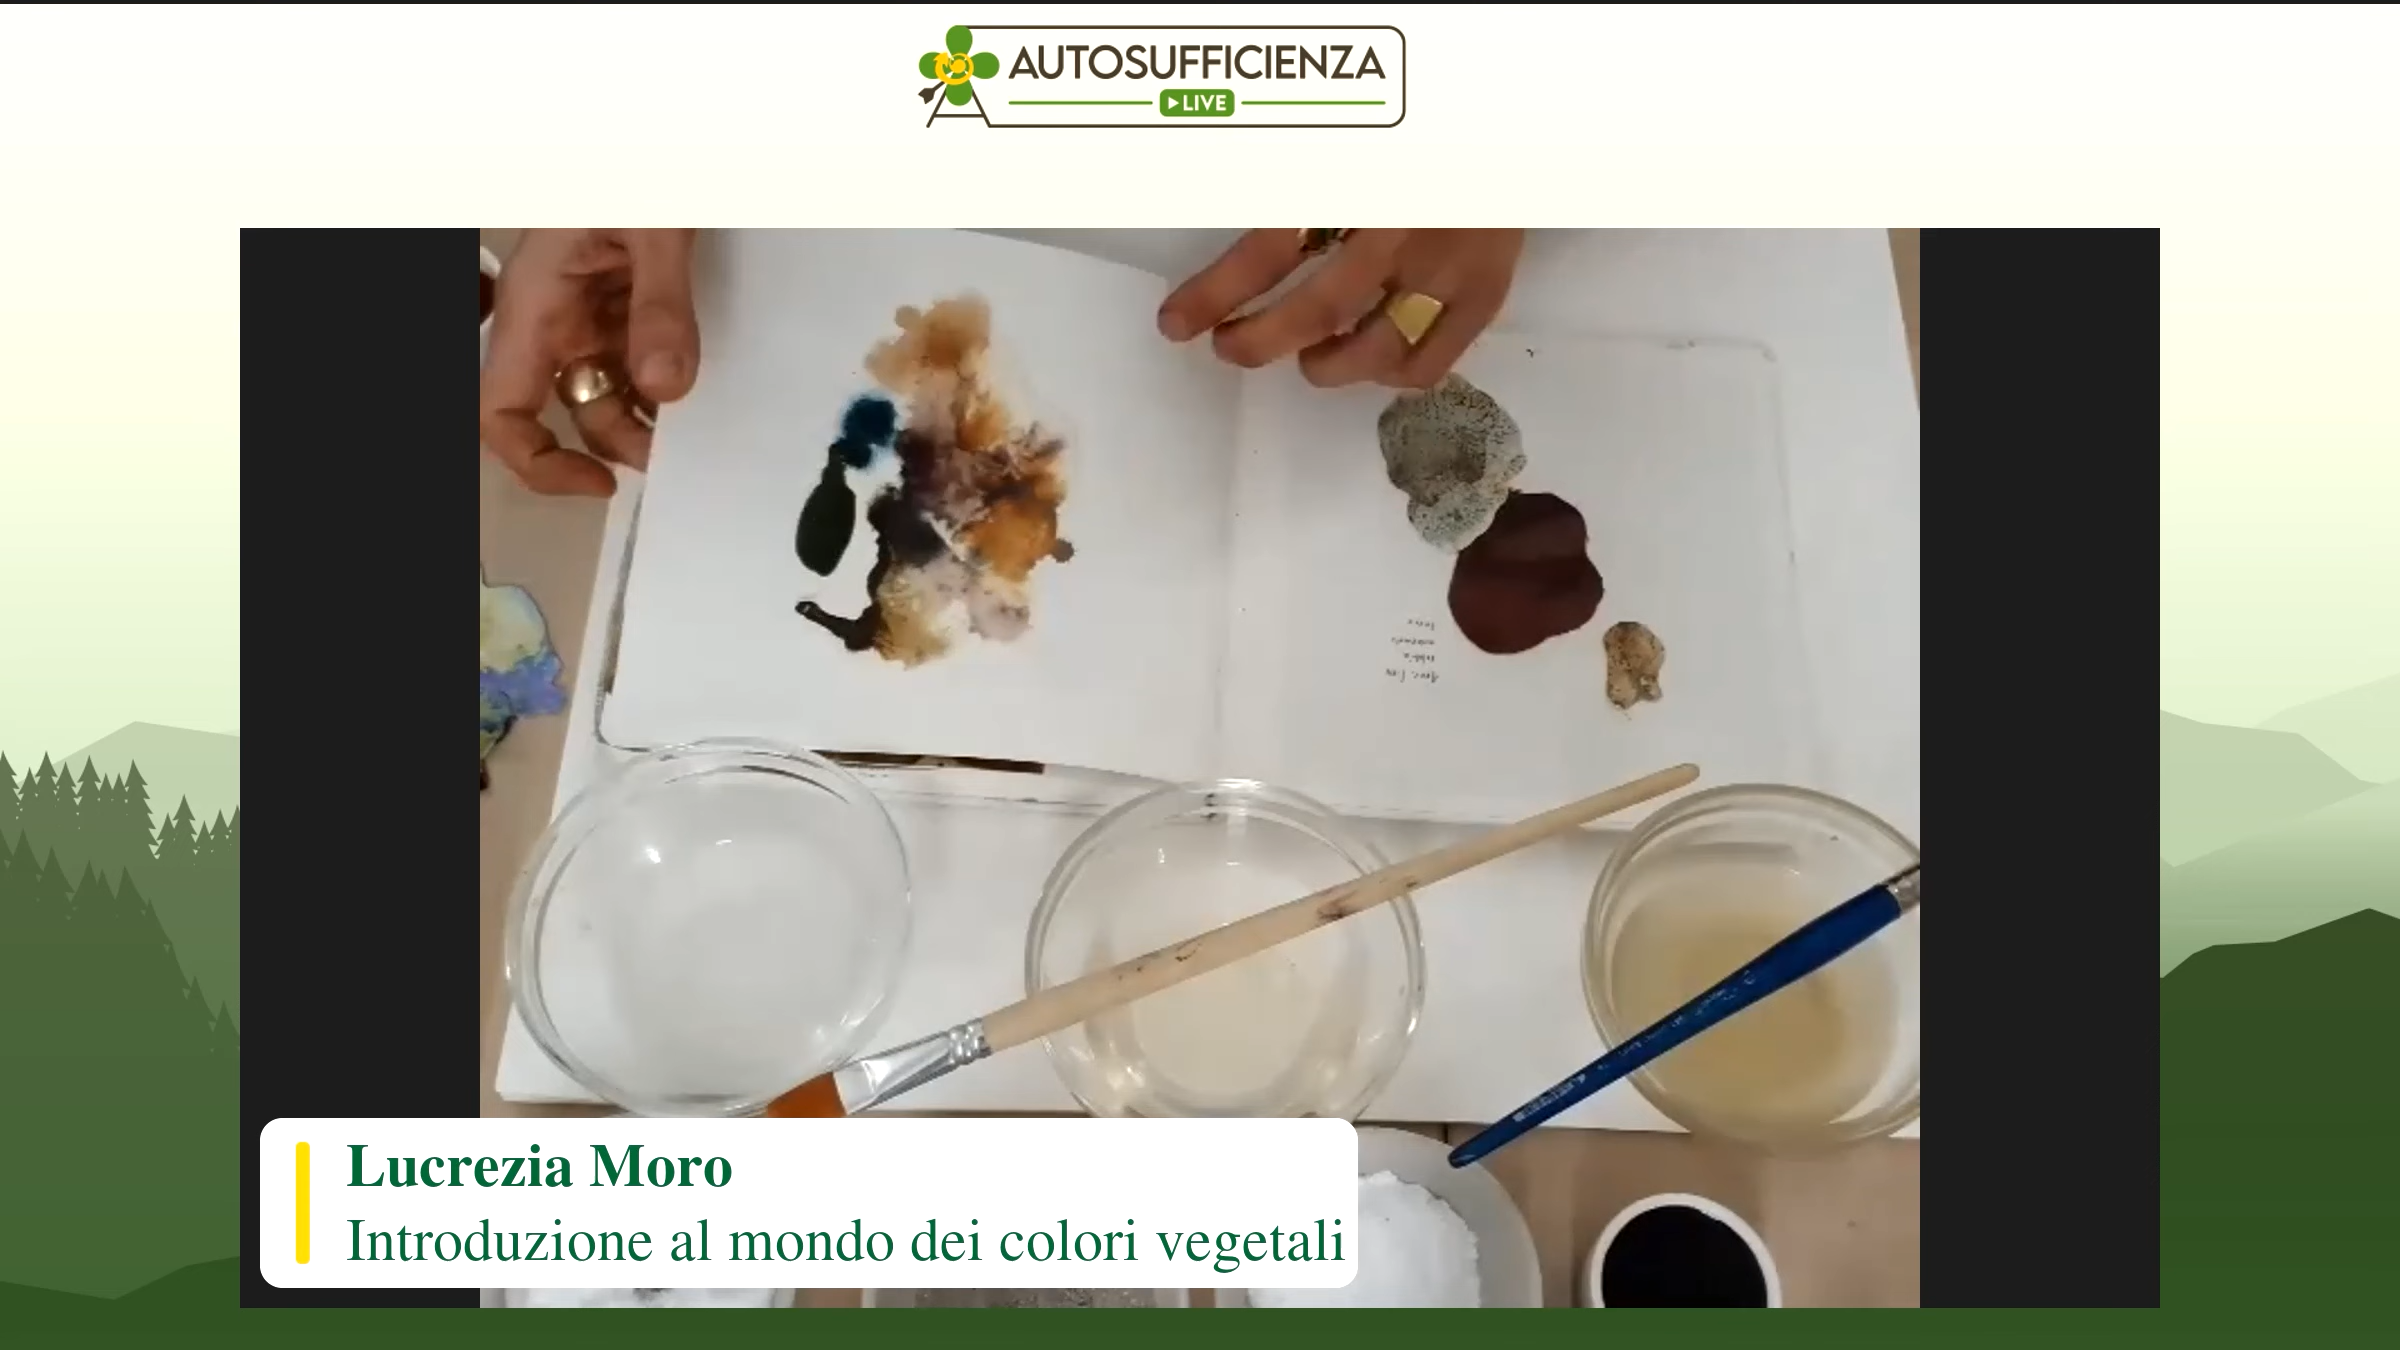 AUTOSUFFICIENZA
LIVE
Lucrezia Moro
Introduzione al mondo dei colori vegetali